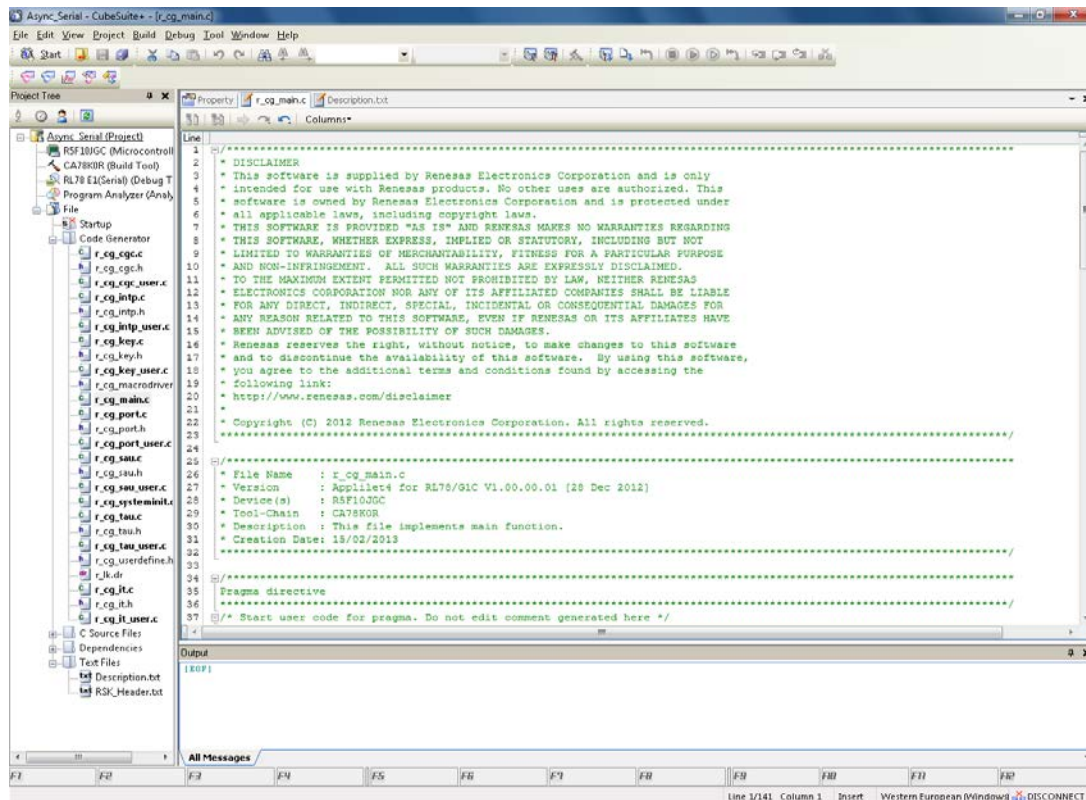 Async_Serial - CubeSuite+ - [r_cg_main.c]
File Edit View Project Build Debug Tool Window Help
Start
Project Tree
Property r_cg_main.c Description.txt
Columns
Async_Serial (Project)
R5F10JGC (Microcontroll
CA78K0R (Build Tool)
RL78 E1(Serial) (Debug T
Program Analyzer (Analy
File
Startup
Code Generator
r_cg_cgc.c
r_cg_cgc.h
r_cg_cgc_user.c
r_cg_intp.c
r_cg_intp.h
r_cg_intp_user.c
r_cg_key.c
r_cg_key.h
r_cg_key_user.c
r_cg_macrodriver
r_cg_main.c
r_cg_port.c
r_cg_port.h
r_cg_port_user.c
r_cg_sau.c
r_cg_sau.h
r_cg_sau_user.c
r_cg_systeminit.c
r_cg_tau.c
r_cg_tau.h
r_cg_tau_user.c
r_cg_userdefine.h
r_lk.dr
r_cg_it.c
r_cg_it.h
r_cg_it_user.c
C Source Files
Dependencies
Text Files
Description.txt
RSK_Header.txt
Line
1 /***********************************************************************************************************************
2 * DISCLAIMER
3 * This software is supplied by Renesas Electronics Corporation and is only
4 * intended for use with Renesas products. No other uses are authorized. This
5 * software is owned by Renesas Electronics Corporation and is protected under
6 * all applicable laws, including copyright laws.
7 * THIS SOFTWARE IS PROVIDED "AS IS" AND RENESAS MAKES NO WARRANTIES REGARDING
8 * THIS SOFTWARE, WHETHER EXPRESS, IMPLIED OR STATUTORY, INCLUDING BUT NOT
9 * LIMITED TO WARRANTIES OF MERCHANTABILITY, FITNESS FOR A PARTICULAR PURPOSE
10 * AND NON-INFRINGEMENT.  ALL SUCH WARRANTIES ARE EXPRESSLY DISCLAIMED.
11 * TO THE MAXIMUM EXTENT PERMITTED NOT PROHIBITED BY LAW, NEITHER RENESAS
12 * ELECTRONICS CORPORATION NOR ANY OF ITS AFFILIATED COMPANIES SHALL BE LIABLE
13 * FOR ANY DIRECT, INDIRECT, SPECIAL, INCIDENTAL OR CONSEQUENTIAL DAMAGES FOR
14 * ANY REASON RELATED TO THIS SOFTWARE, EVEN IF RENESAS OR ITS AFFILIATES HAVE
15 * BEEN ADVISED OF THE POSSIBILITY OF SUCH DAMAGES.
16 * Renesas reserves the right, without notice, to make changes to this software
17 * and to discontinue the availability of this software.  By using this software,
18 * you agree to the additional terms and conditions found by accessing the
19 * following link:
20 * http://www.renesas.com/disclaimer
21 *
22 * Copyright (C) 2012 Renesas Electronics Corporation. All rights reserved.
23 ***********************************************************************************************************************/
24
25 /***********************************************************************************************************************
26 * File Name    : r_cg_main.c
27 * Version      : Applilet4 for RL78/G1C V1.00.00.01 [28 Dec 2012]
28 * Device(s)    : R5F10JGC
29 * Tool-Chain   : CA78K0R
30 * Description  : This file implements main function.
31 * Creation Date: 15/02/2013
32 ***********************************************************************************************************************/
33
34 /***********************************************************************************************************************
35 Pragma directive
36 ***********************************************************************************************************************/
37 /* Start user code for pragma. Do not edit comment generated here */
Output
[EOF]
All Messages
F1 F2 F3 F4 F5 F6 F7 F8 F9 F10 F11 F12
Line 1/141 Column 1 Insert Western European (Windows) DISCONNECT